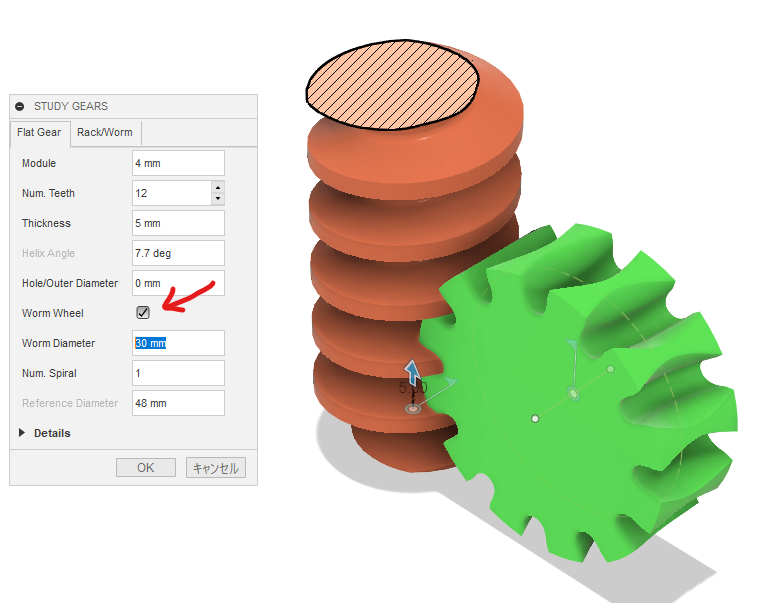 STUDY GEARS
Flat Gear Rack/Worm
Module 4 mm
Num. Teeth 12
Thickness 5 mm
Helix Angle 7.7 deg
Hole/Outer Diameter 0 mm
Worm Wheel
Worm Diameter 30 mm
Num. Spiral 1
Reference Diameter 48 mm
Details
OK キャンセル